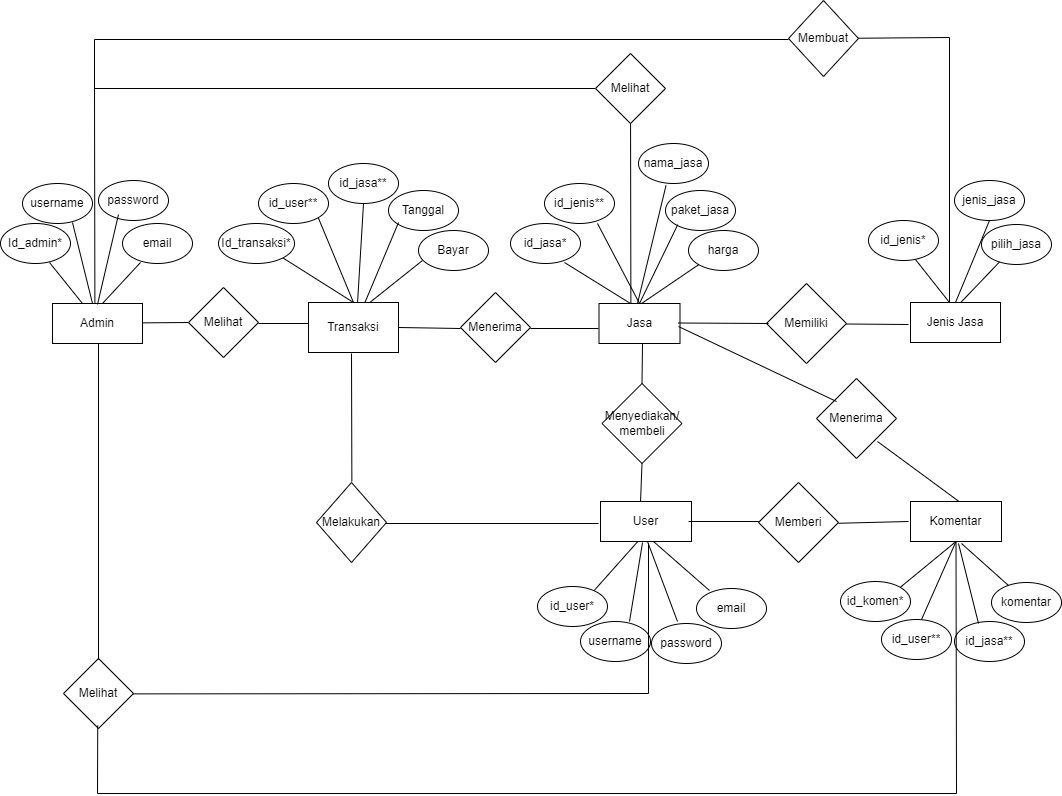 Membuat
Melihat
nama_jasa
id_jasa**
username
password
id_user**
Tanggal
id_jenis**
paket_jasa
jenis_jasa
Id_admin*
email
Id_transaksi*
Bayar
id_jasa*
harga
id_jenis*
pilih_jasa
Admin
Melihat
Transaksi
Menerima
Jasa
Memiliki
Jenis Jasa
Menyediakan/
membeli
Menerima
Melakukan
User
Memberi
Komentar
id_user*
email
id_komen*
komentar
username
password
id_user**
id_jasa**
Melihat